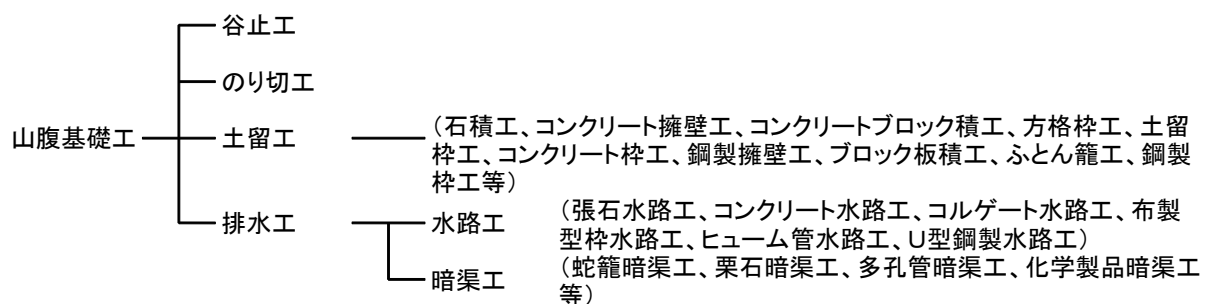 谷止工
のり切工
山腹基礎工
土留工
(石積工、コンクリート擁壁工、コンクリートブロック積工、方格枠工、土留
枠工、コンクリート枠工、鋼製擁壁工、ブロック板積工、ふとん籠工、鋼製
枠工等)
排水工
水路工
(張石水路工、コンクリート水路工、コルゲート水路工、布製
型枠水路工、ヒューム管水路工、U型鋼製水路工)
暗渠工
(蛇籠暗渠工、栗石暗渠工、多孔管暗渠工、化学製品暗渠工
等)